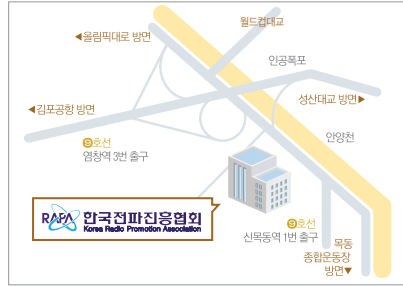 월드컵대교
◀올림픽대로 방면
인공폭포
성산대교 방면▶
◀김포공항 방면
안양천
9호선
염창역 3번 출구
RAPA 한국전파진흥협회
Korea Radio Promotion Association
9호선
신목동역 1번 출구
목동
종합운동장
방면▼